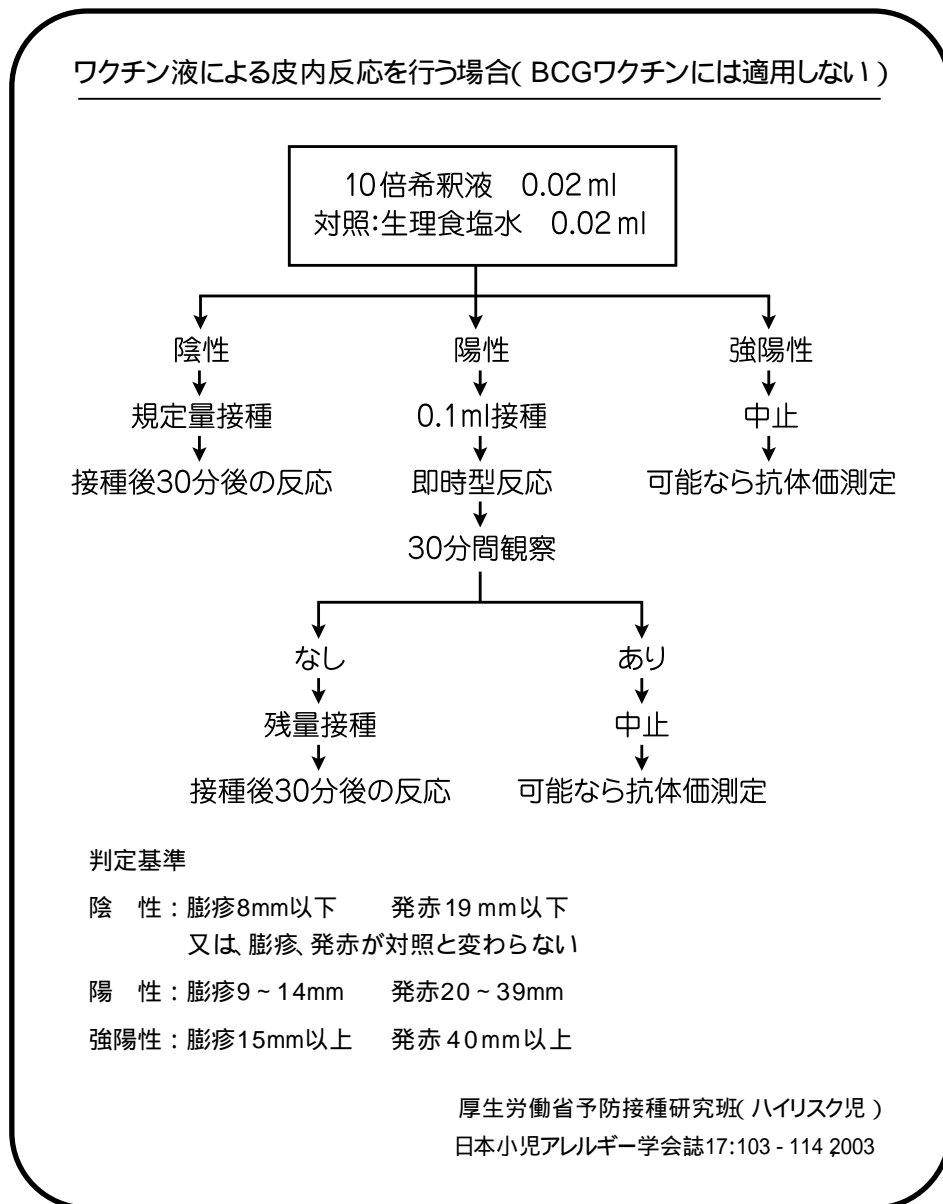 ワクチン液による皮内反応を行う場合(BCGワクチンには適用しない)
10倍希釈液 0.02ml
対照:生理食塩水 0.02ml
陰性 陽性 強陽性
規定量接種 0.1ml接種 中止
接種後30分後の反応 即時型反応 可能なら抗体価測定
30分間観察
なし あり
残量接種 中止
接種後30分後の反応 可能なら抗体価測定
判定基準
陰 性:膨疹8mm以下 発赤19mm以下
又は、膨疹、発赤が対照と変わらない
陽 性:膨疹9~14mm 発赤20~39mm
強陽性:膨疹15mm以上 発赤40mm以上
厚生労働省予防接種研究班(ハイリスク児)
日本小児アレルギー学会誌17:103-114,2003